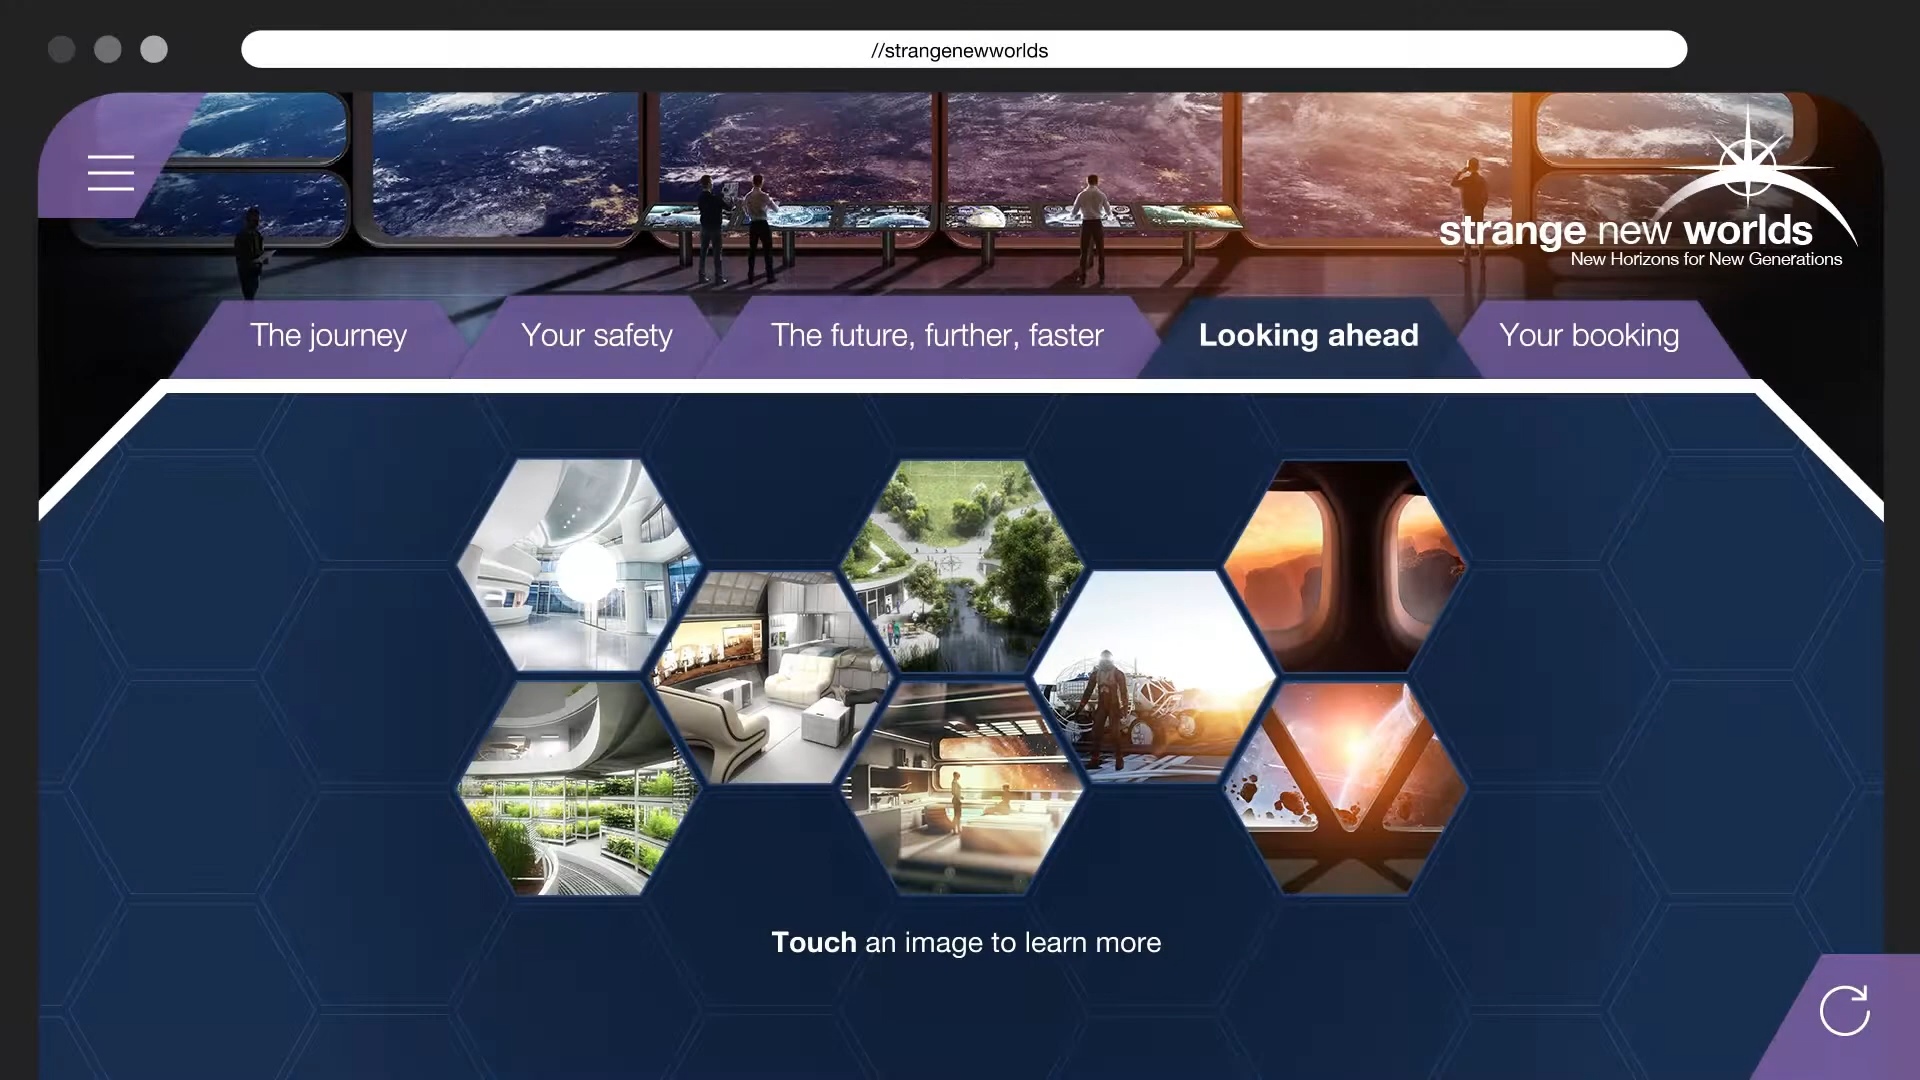 //strangenewworlds
strange new worlds
New Horizons for New Generations
The journey
Your safety
The future, further, faster
Looking ahead
Your booking
Touch an image to learn more